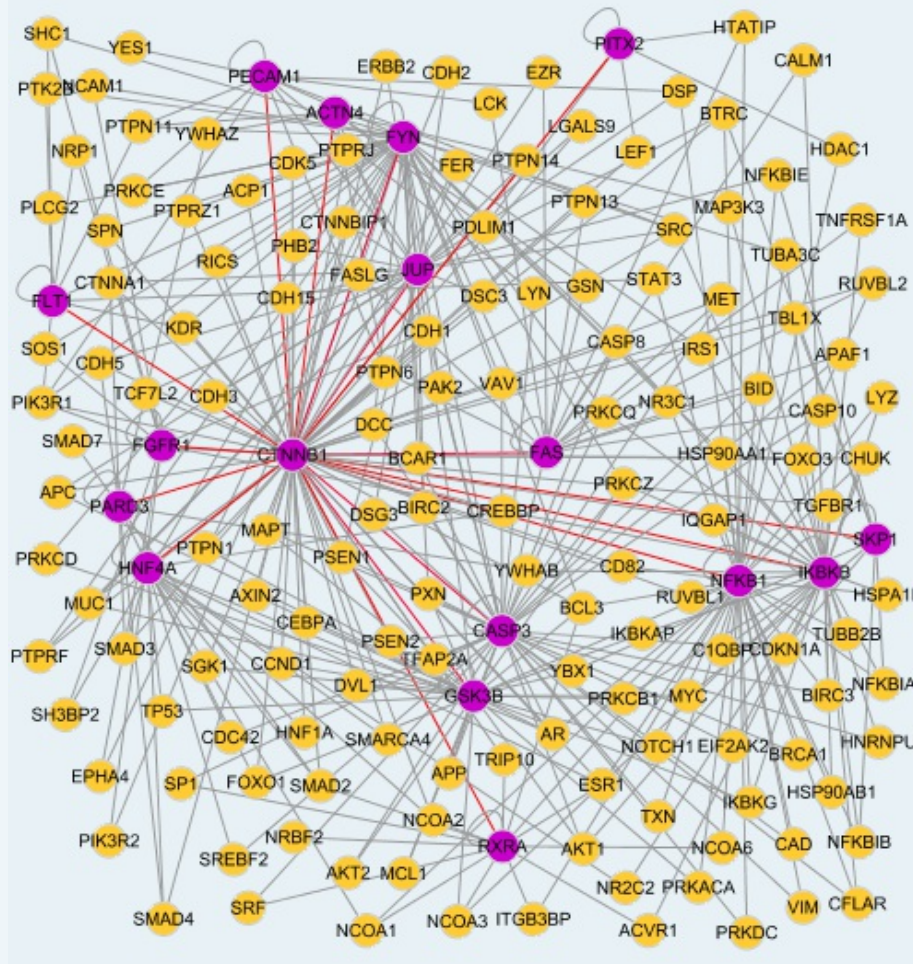 SHC1
YES1
PITX2
HTATIP
PECAM1
ERBB2
CDH2
EZR
CALM1
NCAM1
LCK
DSP
ACTN4
BTRC
PTPN11
YWHAZ
FYN
LGALS9
NRP1
CDK5
PTPRJ
FER
PTPN14
LEF1
HDAC1
NFKBIE
PRKCE
ACP1
PTPN13
MAP3K3
PLCG2
PTPRZ1
CTNNBIP1
PDLIM1
TNFRSF1A
SPN
SRC
PHB2
TUBA3C
RICS
JUP
STAT3
CTNNA1
FASLG
LYN
GSN
RUVBL2
FLT1
CDH15
DSC3
MET
TBL1X
KDR
CDH1
CASP8
SOS1
IRS1
APAF1
CDH5
PTPN6
PAK2
VAV1
BID
TCF7L2
CDH3
NR3C1
LYZ
PIK3R1
PRKCQ
CASP10
DCC
SMAD7
FGFR1
CTNNB1
BCAR1
FAS
HSP90AA1
FOXO3
CHUK
APC
PRKCZ
PARD3
DSG3
BIRC2
CREBBP
TGFBR1
IQGAP1
MAPT
SKP1
PRKCD
PTPN1
PSEN1
CD82
HNF4A
YWHAB
NFKB1
IKBKB
MUC1
AXIN2
PXN
RUVBL1
BCL3
CEBPA
CASP3
IKBKAP
TUBB2B
PTPRF
SMAD3
PSEN2
TFAP2A
C1QBP
CDKN1A
SGK1
CCND1
YBX1
NFKBIA
DVL1
GSK3B
PRKCB1
MYC
BIRC3
SH3BP2
TP53
CDC42
HNF1A
SMARCA4
AR
NOTCH1
EIF2AK2
HNRNPU
BRCA1
EPHA4
SP1
FOXO1
SMAD2
APP
TRIP10
ESR1
HSP90AB1
IKBKG
TXN
PIK3R2
NRBF2
NCOA2
SREBF2
RXRA
AKT1
NCOA6
CAD
NFKBIB
AKT2
MCL1
NR2C2
PRKACA
SMAD4
SRF
NCOA3
ITGB3BP
VIM
CFLAR
NCOA1
ACVR1
PRKDC